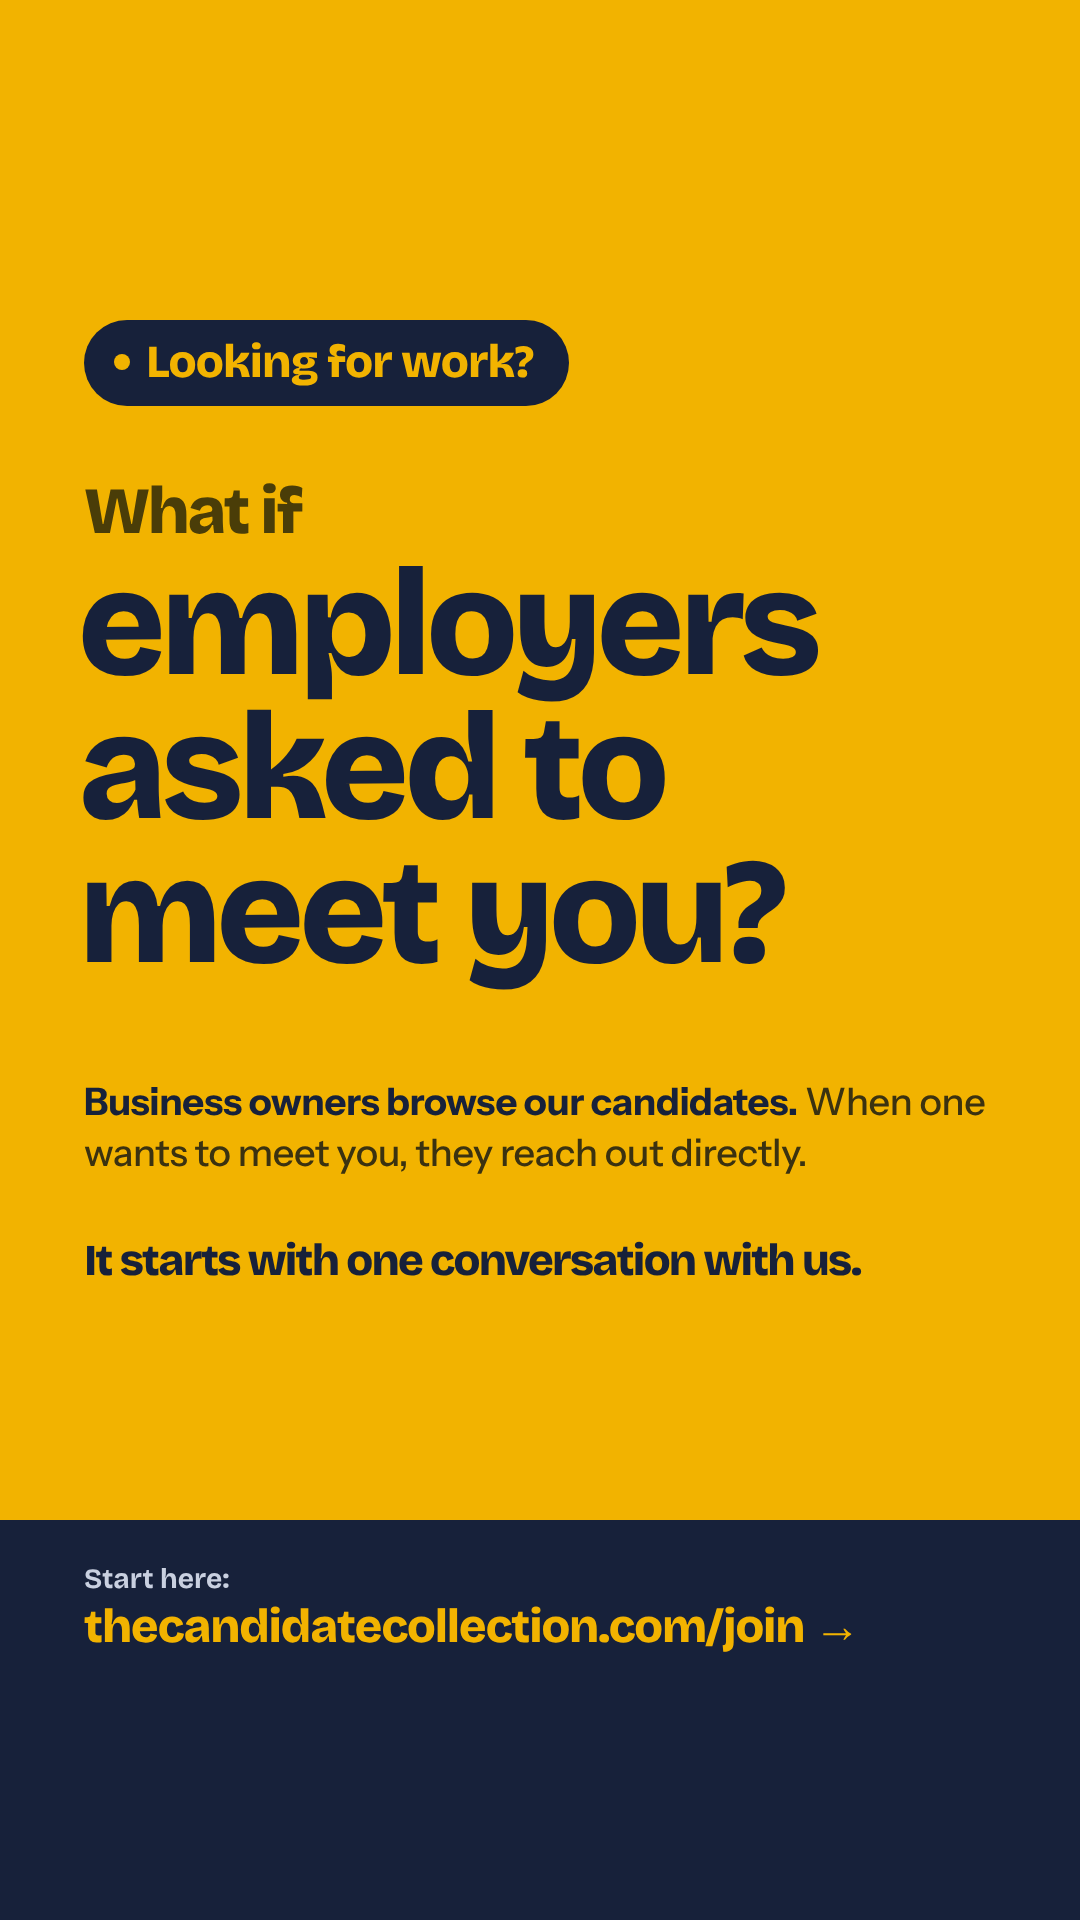 Looking for work?
What if
employers
asked to
meet you?
Business owners browse our candidates. When one
wants to meet you, they reach out directly.
It starts with one conversation with us.
Start here:
thecandidatecollection.com/join →